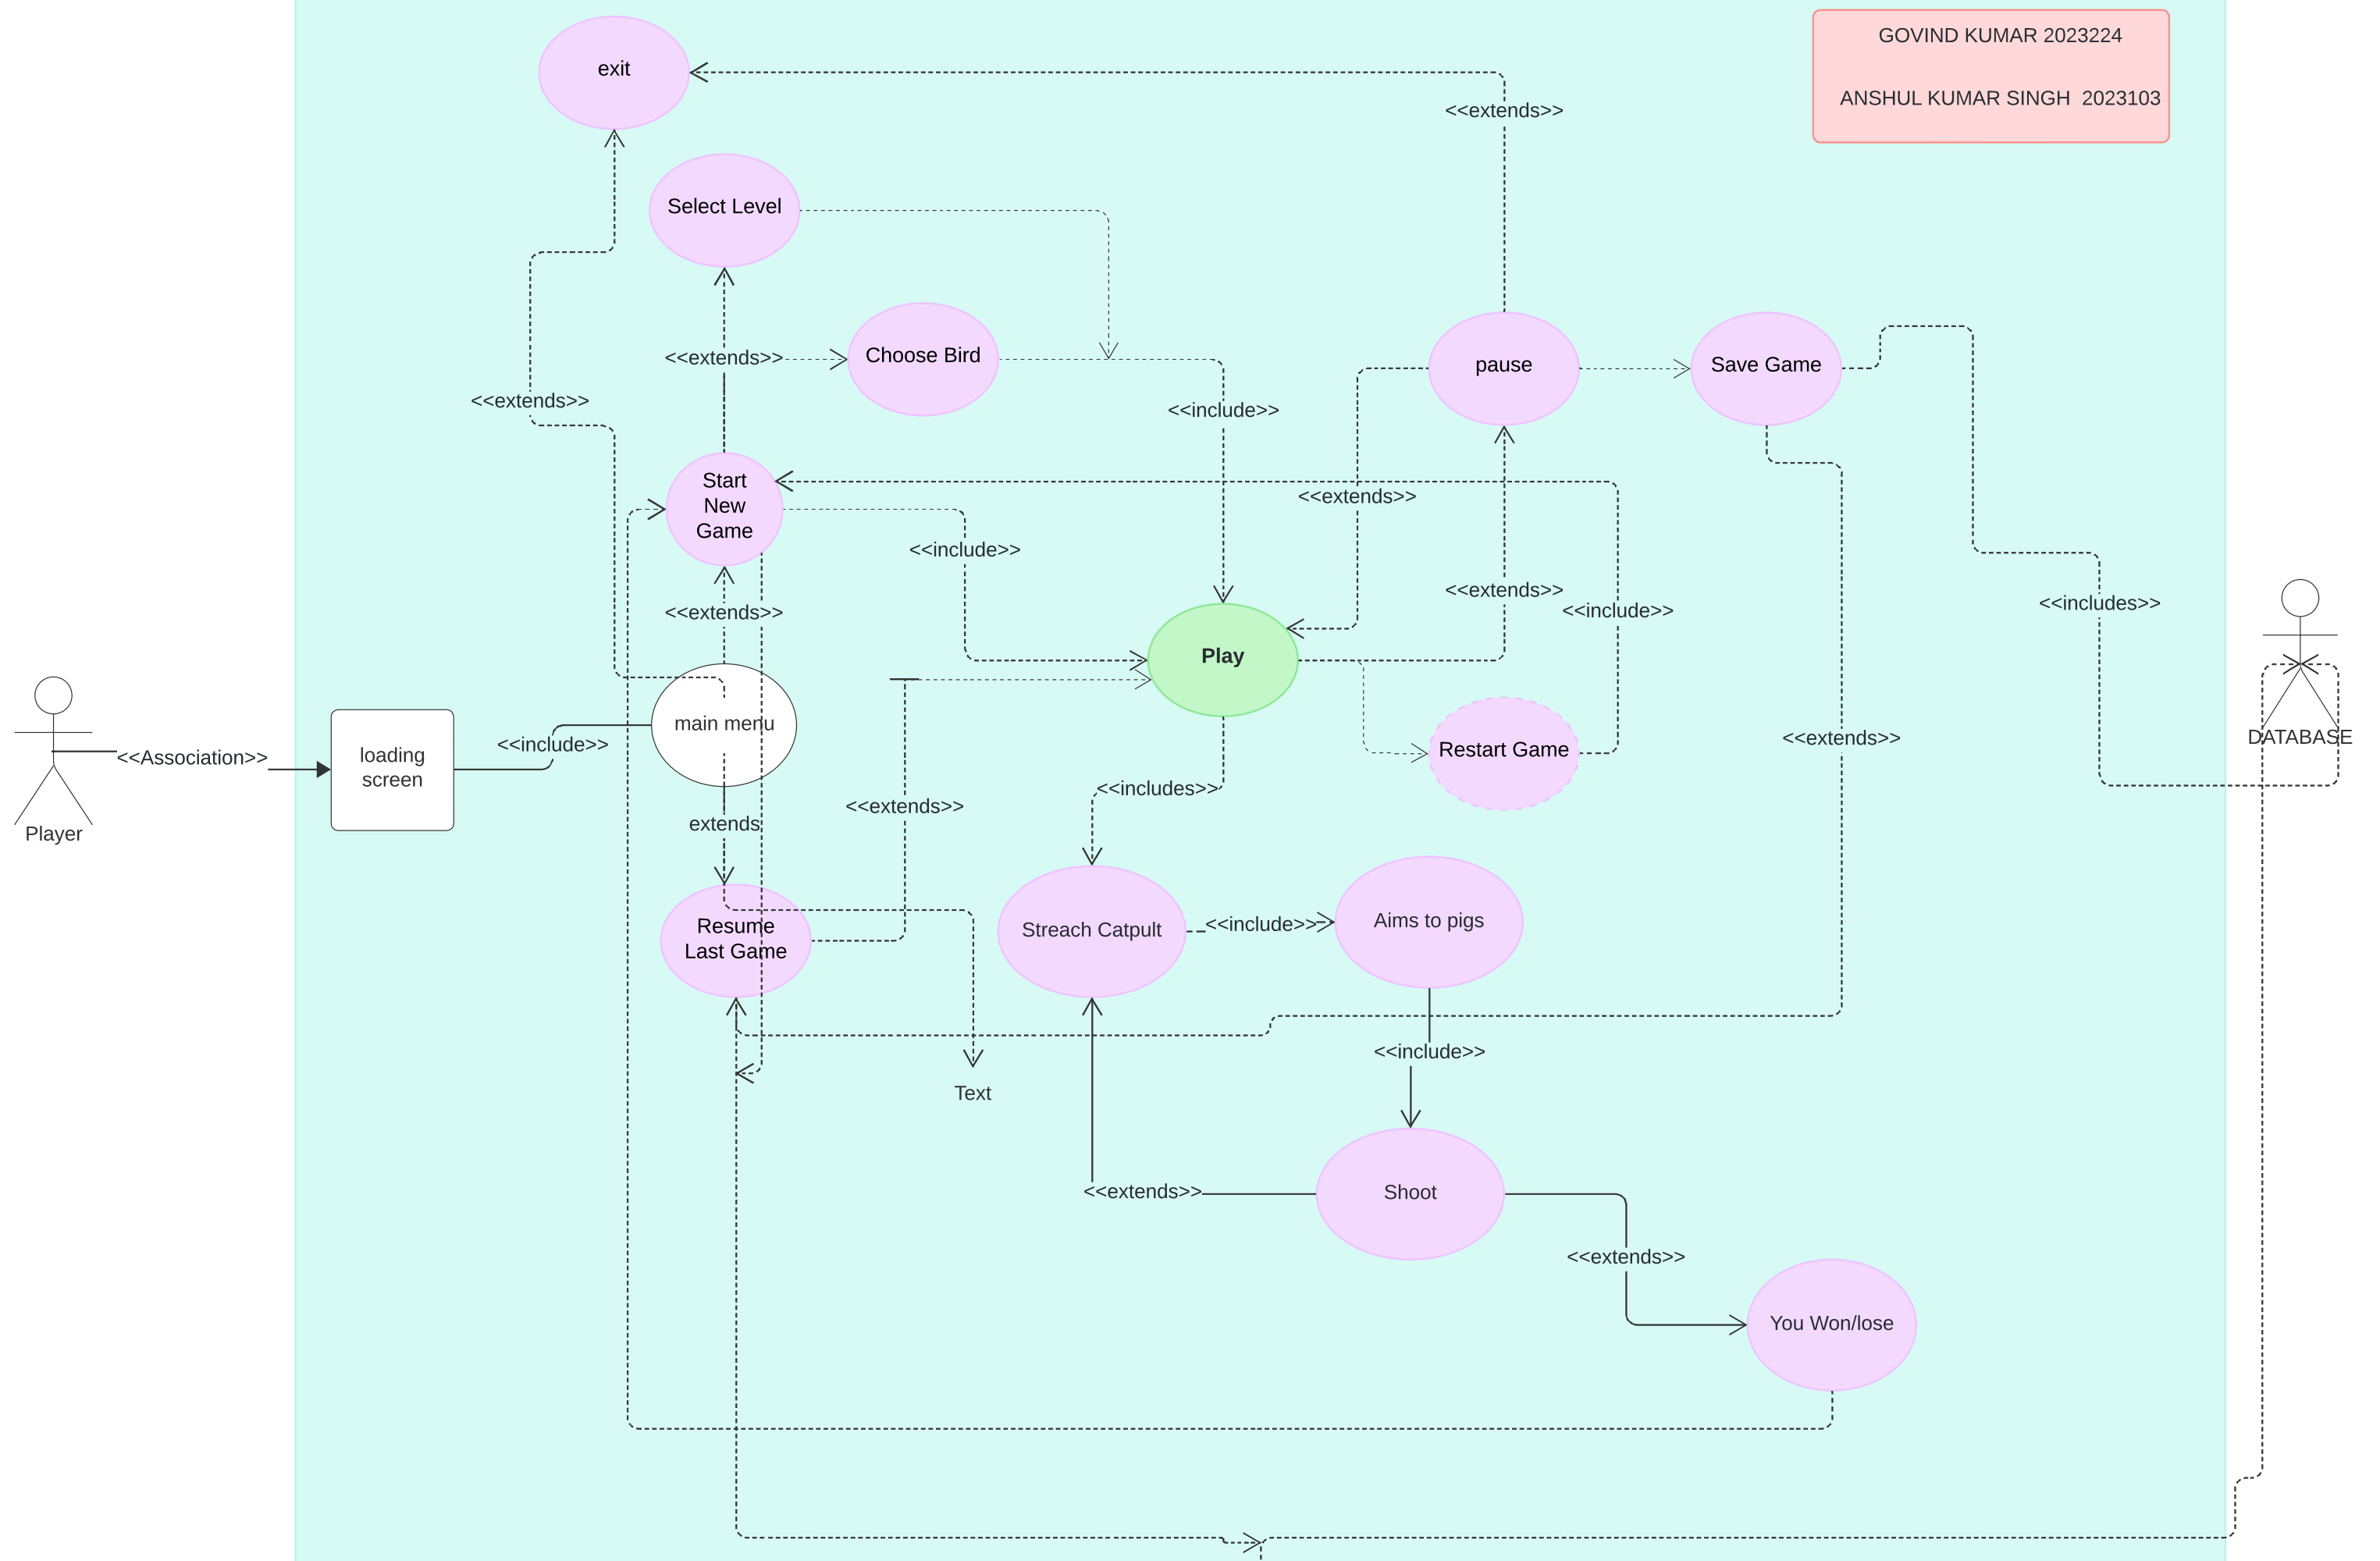 GOVIND KUMAR 2023224
ANSHUL KUMAR SINGH  2023103
exit
<<extends>>
Select Level
<<extends>>
Choose Bird
pause
Save Game
<<extends>>
<<include>>
Start
New
Game
<<extends>>
<<include>>
<<extends>>
<<include>>
<<includes>>
<<extends>>
Play
main menu
<<Association>>
loading
screen
<<include>>
Player
Restart Game
<<extends>>
DATABASE
<<includes>>
<<extends>>
extends
Resume
Last Game
Streach Catpult
<<include>>
Aims to pigs
<<include>>
Text
<<extends>>
Shoot
<<extends>>
You Won/lose